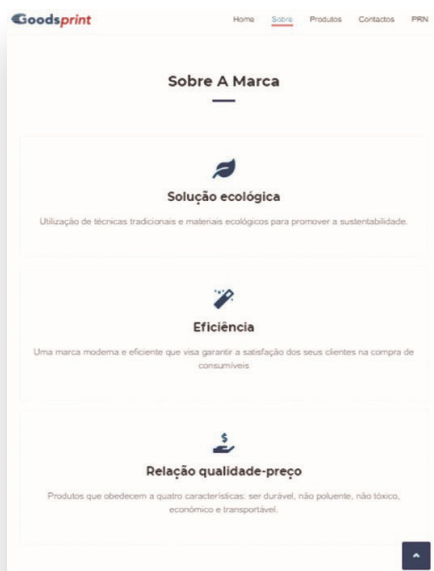 Goodsprint
Home Sobre Produtos Contactos PRN
Sobre A Marca
Solução ecológica
Utilização de técnicas tradicionais e materiais ecológicos para promover a sustentabilidade.
Eficiência
Uma marca moderna e eficiente que visa garantir a satisfação dos seus clientes na compra de
consumíveis
Relação qualidade-preço
Produtos que obedecem a quatro características: ser durável, não poluente, não tóxico,
económico e transportável.